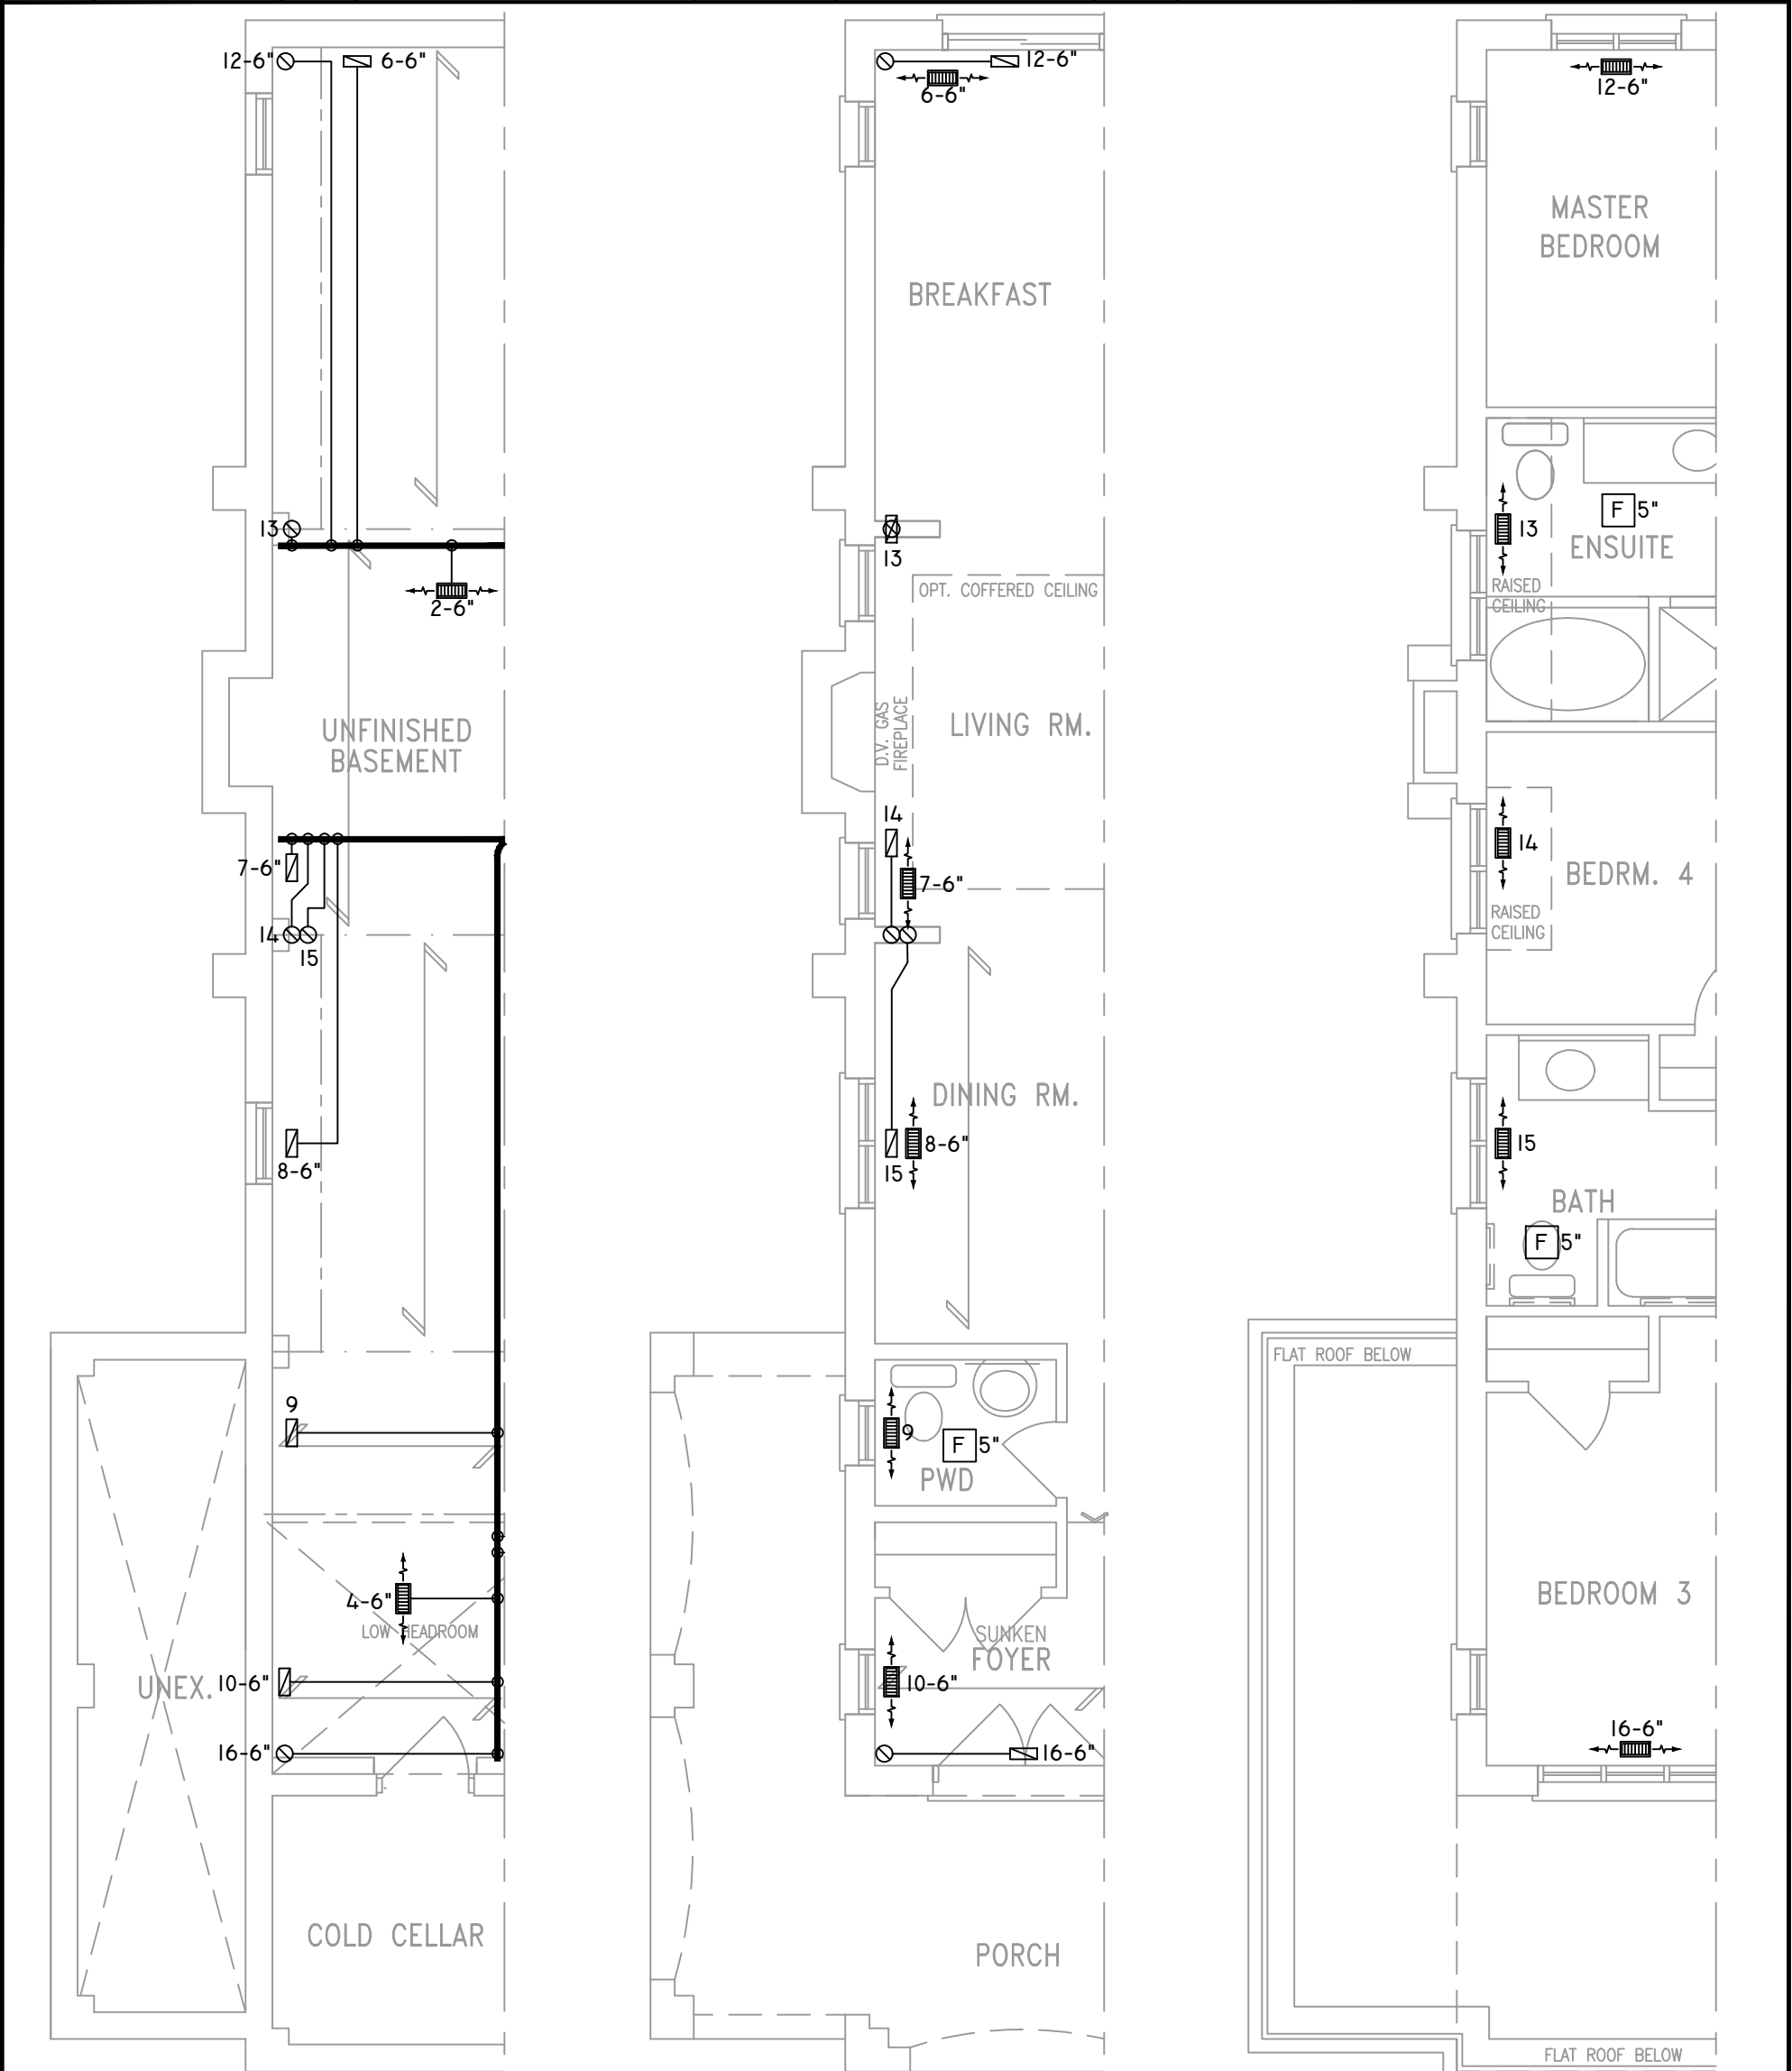 12-6"
6-6"
13
2-6"
UNFINISHED
BASEMENT
7-6"
14
15
8-6"
9
4-6"
LOW HEADROOM
UNEX.
10-6"
16-6"
COLD CELLAR
12-6"
6-6"
BREAKFAST
13
OPT. COFFERED CEILING
D.V. GAS
FIREPLACE
LIVING RM.
14
7-6"
DINING RM.
8-6"
15
9
F 5"
PWD
SUNKEN
FOYER
10-6"
16-6"
PORCH
12-6"
MASTER
BEDROOM
F 5"
13
ENSUITE
RAISED
CEILING
14
BEDRM. 4
RAISED
CEILING
15
BATH
F 5"
FLAT ROOF BELOW
BEDROOM 3
16-6"
FLAT ROOF BELOW